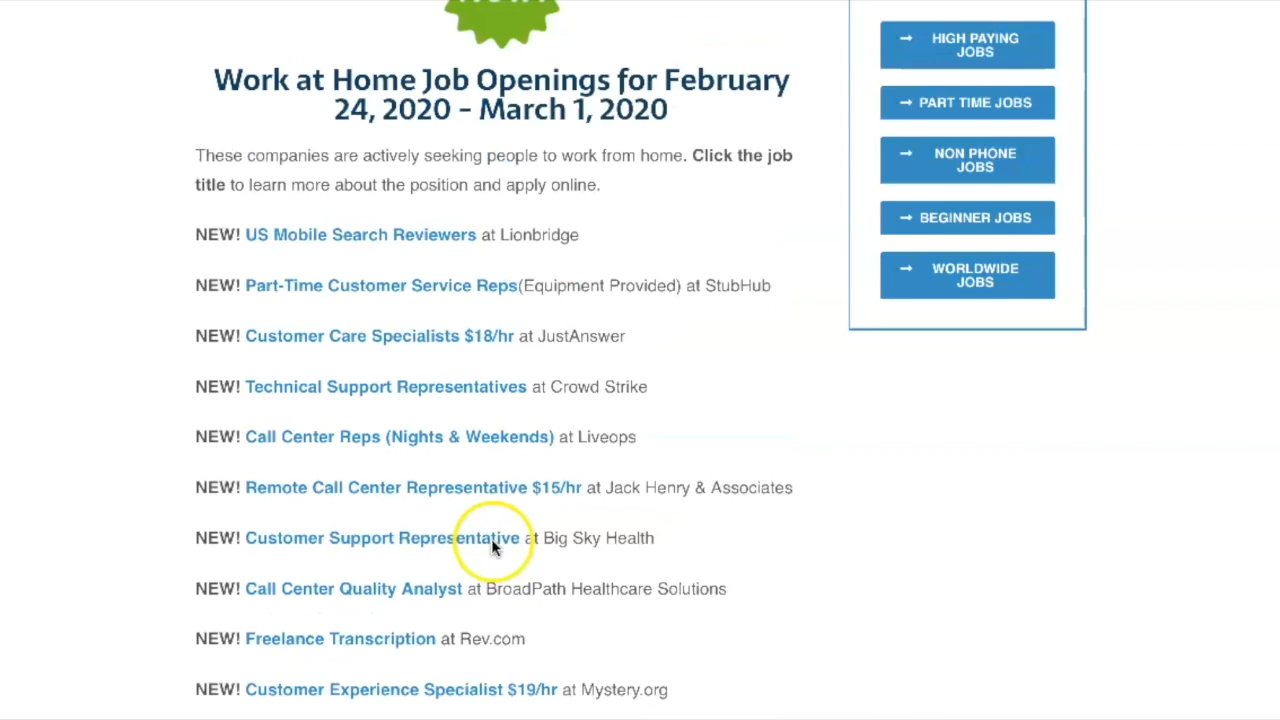 Work at Home Job Openings for February
24, 2020 – March 1, 2020
These companies are actively seeking people to work from home. Click the job
title to learn more about the position and apply online.
NEW! US Mobile Search Reviewers at Lionbridge
NEW! Part-Time Customer Service Reps(Equipment Provided) at StubHub
NEW! Customer Care Specialists $18/hr at JustAnswer
NEW! Technical Support Representatives at Crowd Strike
NEW! Call Center Reps (Nights & Weekends) at Liveops
NEW! Remote Call Center Representative $15/hr at Jack Henry & Associates
NEW! Customer Support Representative at Big Sky Health
NEW! Call Center Quality Analyst at BroadPath Healthcare Solutions
NEW! Freelance Transcription at Rev.com
NEW! Customer Experience Specialist $19/hr at Mystery.org
→ HIGH PAYING
JOBS
→ PART TIME JOBS
→ NON PHONE
JOBS
→ BEGINNER JOBS
→ WORLDWIDE
JOBS